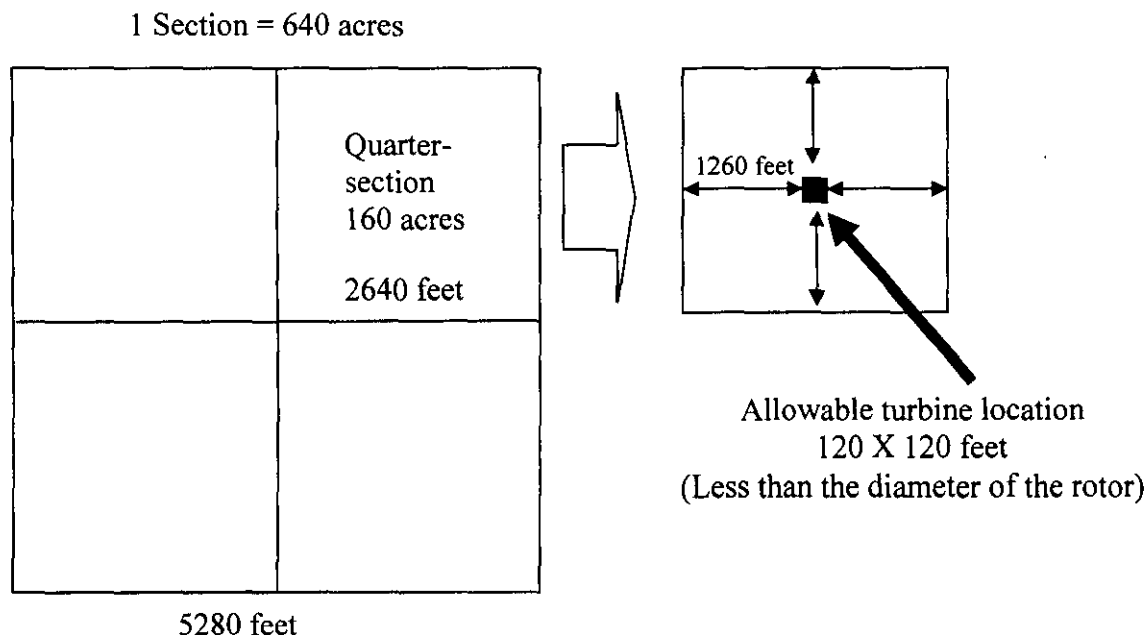 1 Section = 640 acres
Quarter-
section
160 acres
2640 feet
5280 feet
1260 feet
Allowable turbine location
120 X 120 feet
(Less than the diameter of the rotor)